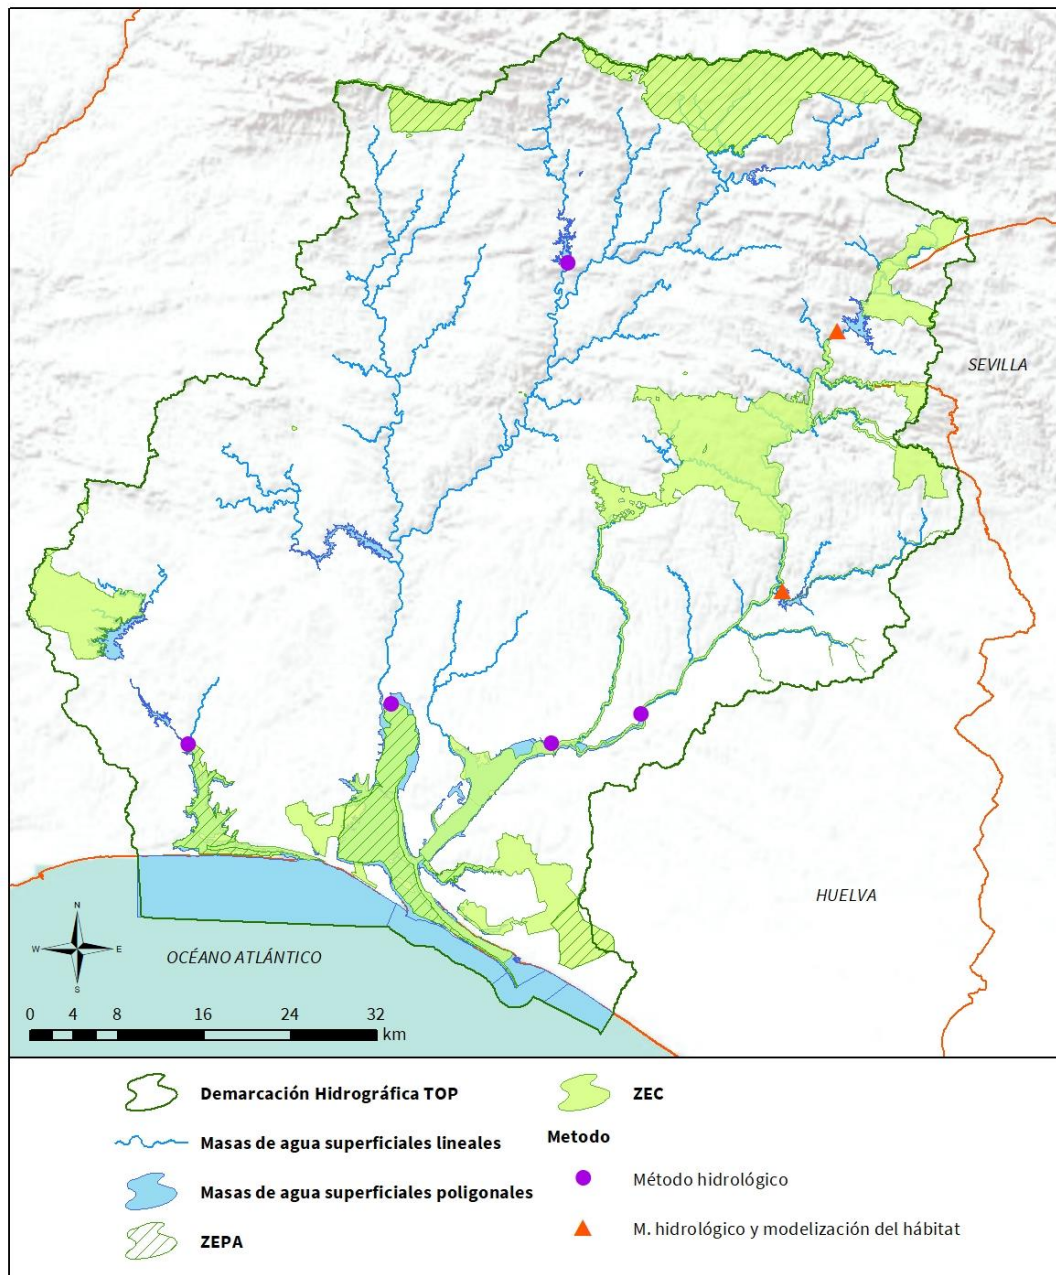 SEVILLA
HUELVA
OCÉANO ATLÁNTICO
N
W E
S
0 4 8 16 24 32
km
Demarcación Hidrográfica TOP
Masas de agua superficiales lineales
Masas de agua superficiales poligonales
ZEPA
ZEC
Metodo
Método hidrológico
M. hidrológico y modelización del hábitat